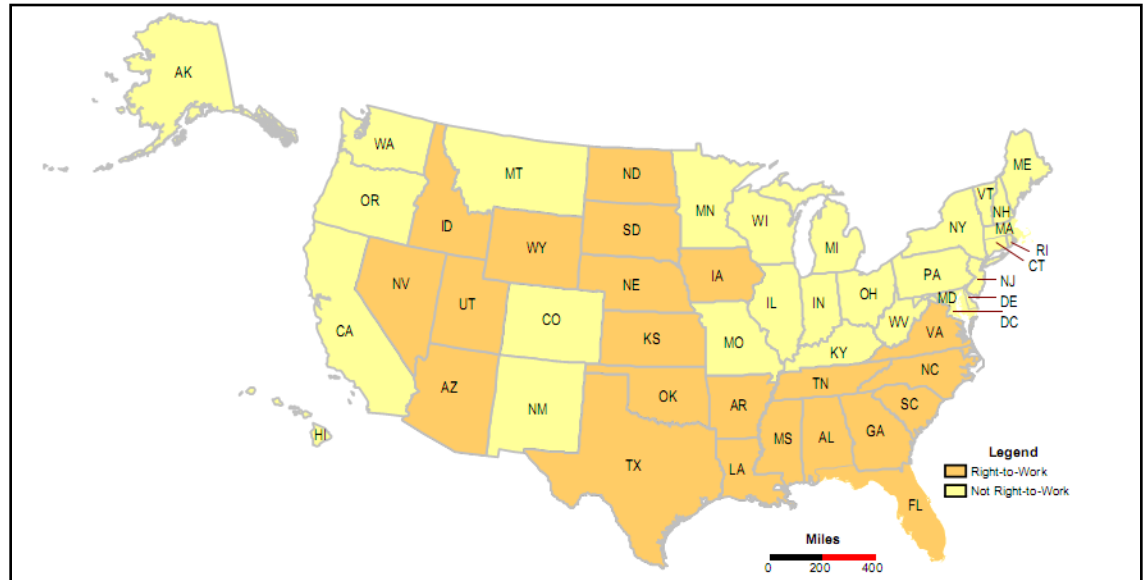 AK
WA
MT
ND
ME
VT
NH
OR
MN
ID
SD
WI
NY
MA
MI
RI
WY
CT
IA
PA
NV
NE
NJ
OH
UT
IL
IN
MD
DE
CO
WV
DC
CA
KS
MO
VA
KY
NC
TN
AZ
OK
AR
SC
NM
HI
MS
AL
GA
LA
TX
Legend
Right-to-Work
Not Right-to-Work
FL
Miles
0 200 400